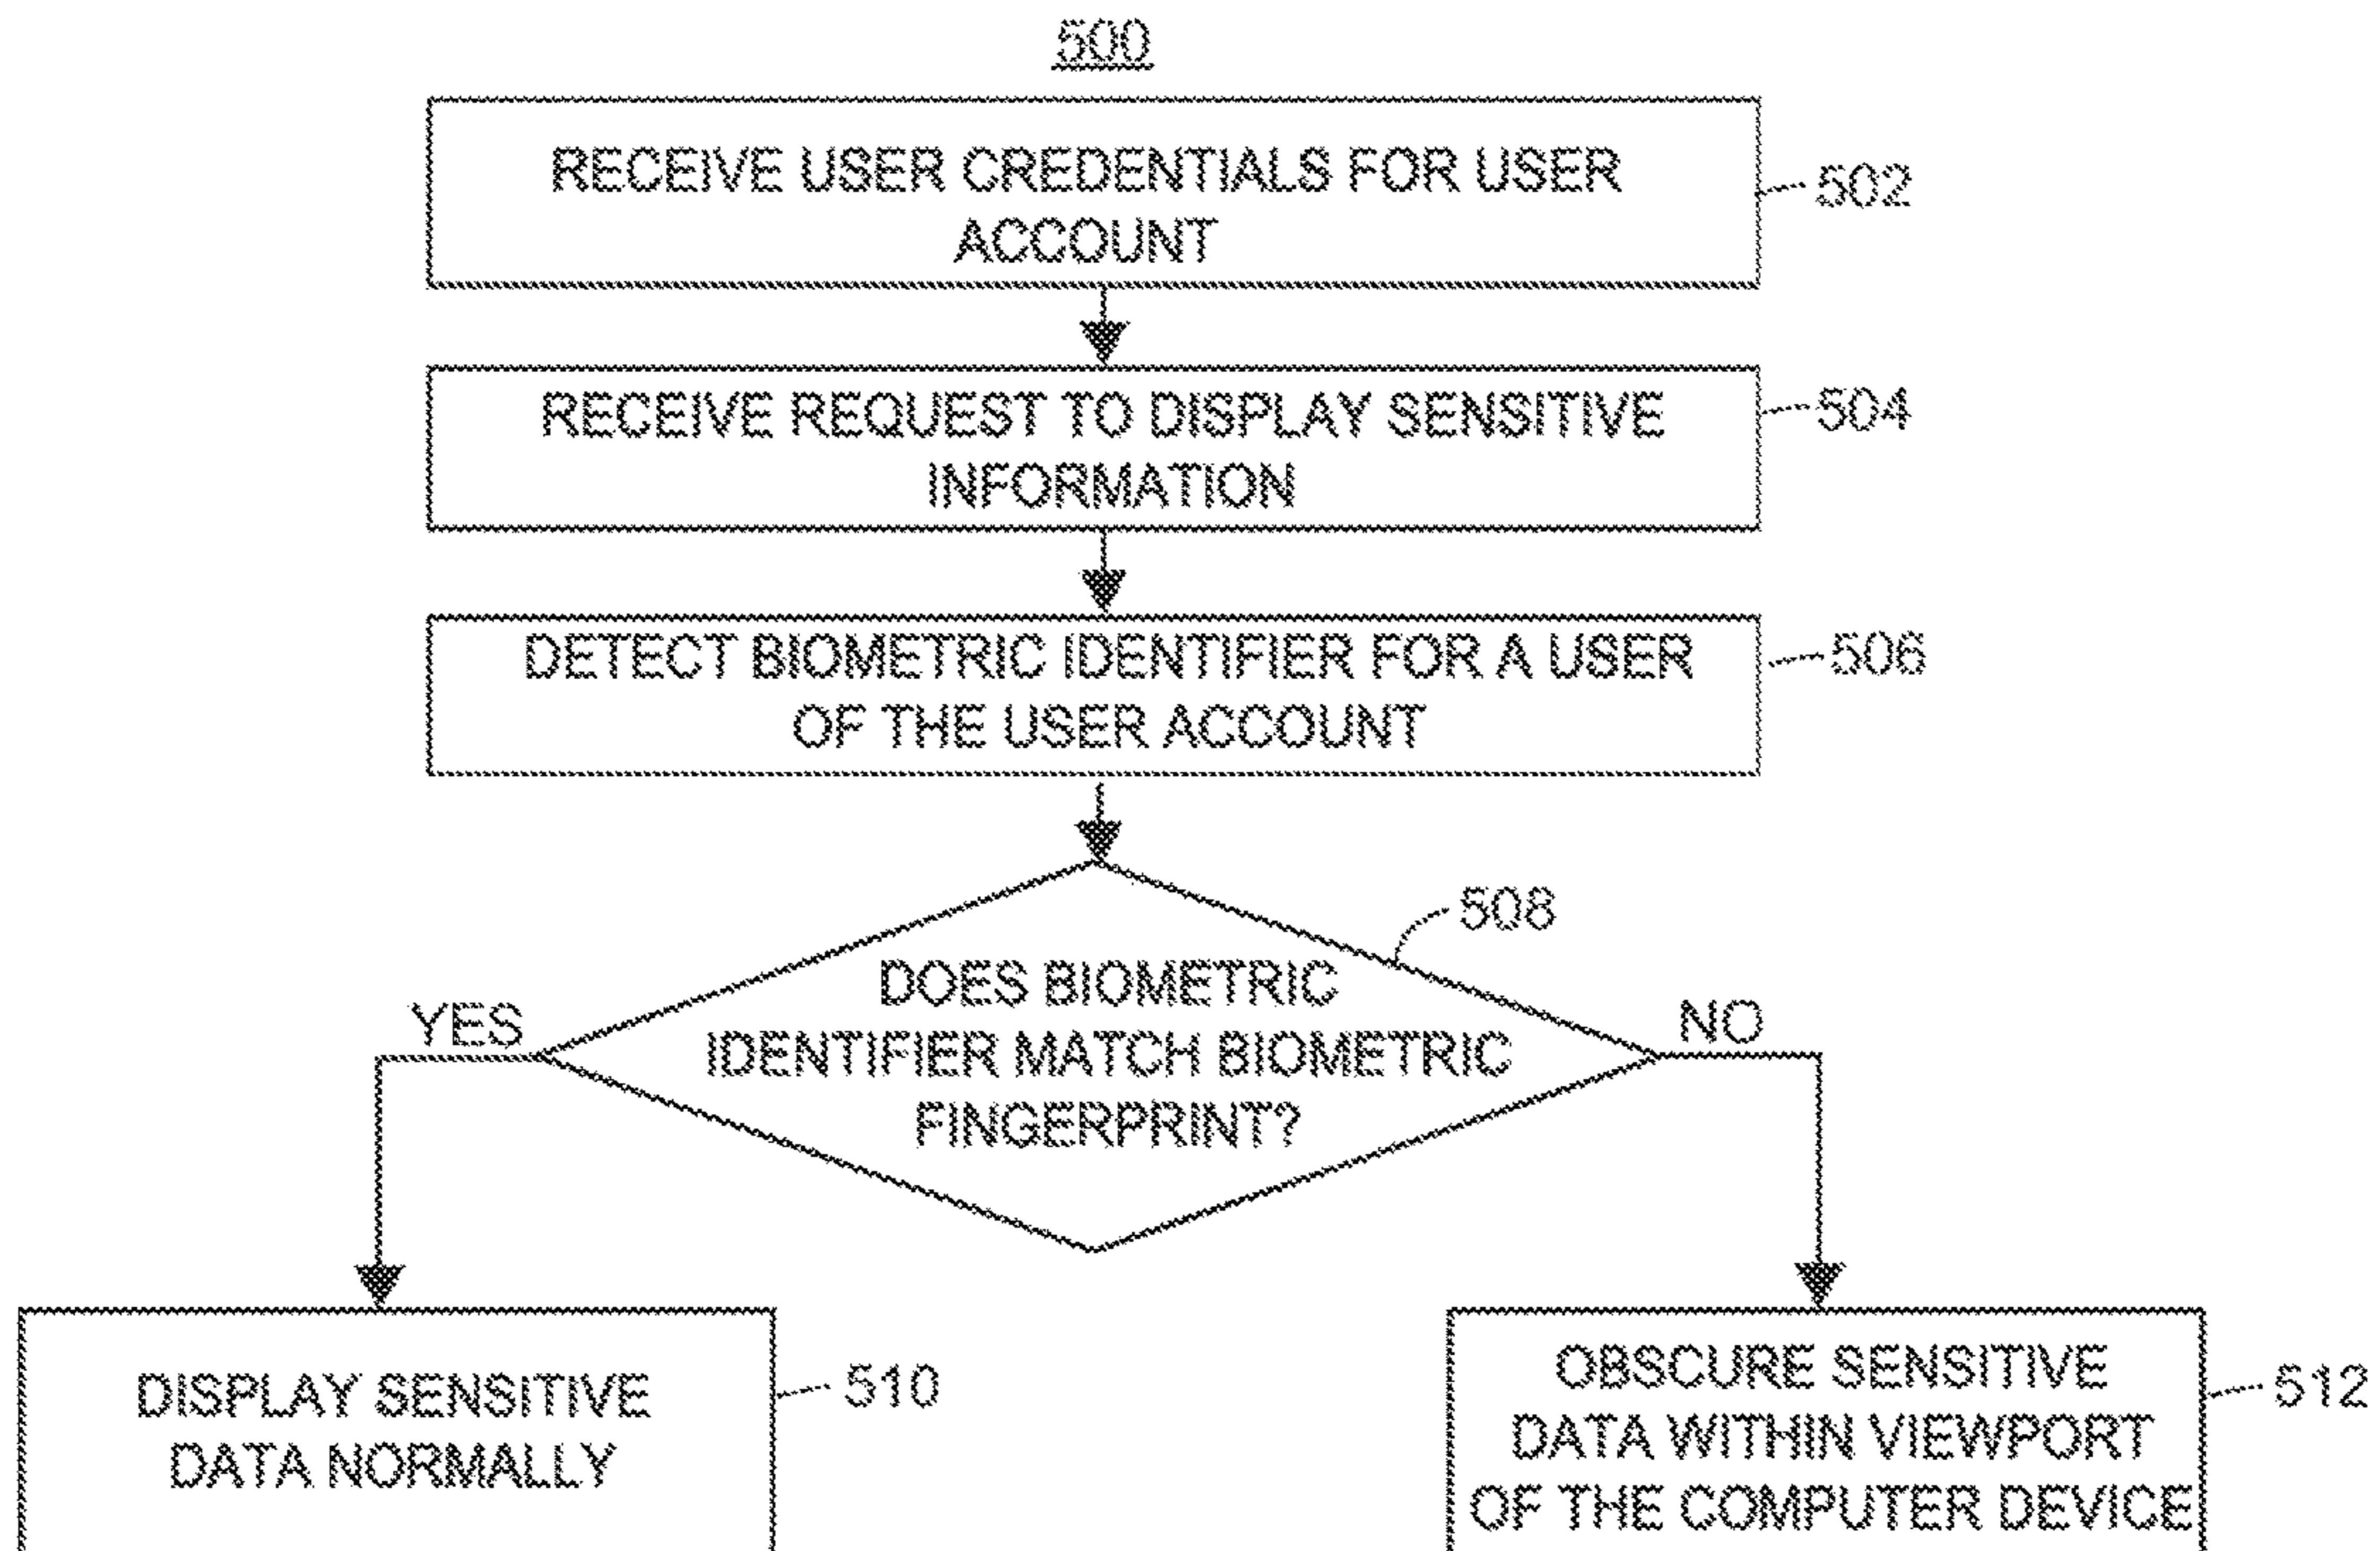 500
RECEIVE USER CREDENTIALS FOR USER
ACCOUNT
502
RECEIVE REQUEST TO DISPLAY SENSITIVE
INFORMATION
504
DETECT BIOMETRIC IDENTIFIER FOR A USER
OF THE USER ACCOUNT
506
508
DOES BIOMETRIC
IDENTIFIER MATCH BIOMETRIC
FINGERPRINT?
YES
NO
DISPLAY SENSITIVE
DATA NORMALLY
510
OBSCURE SENSITIVE
DATA WITHIN VIEWPORT
OF THE COMPUTER DEVICE
512